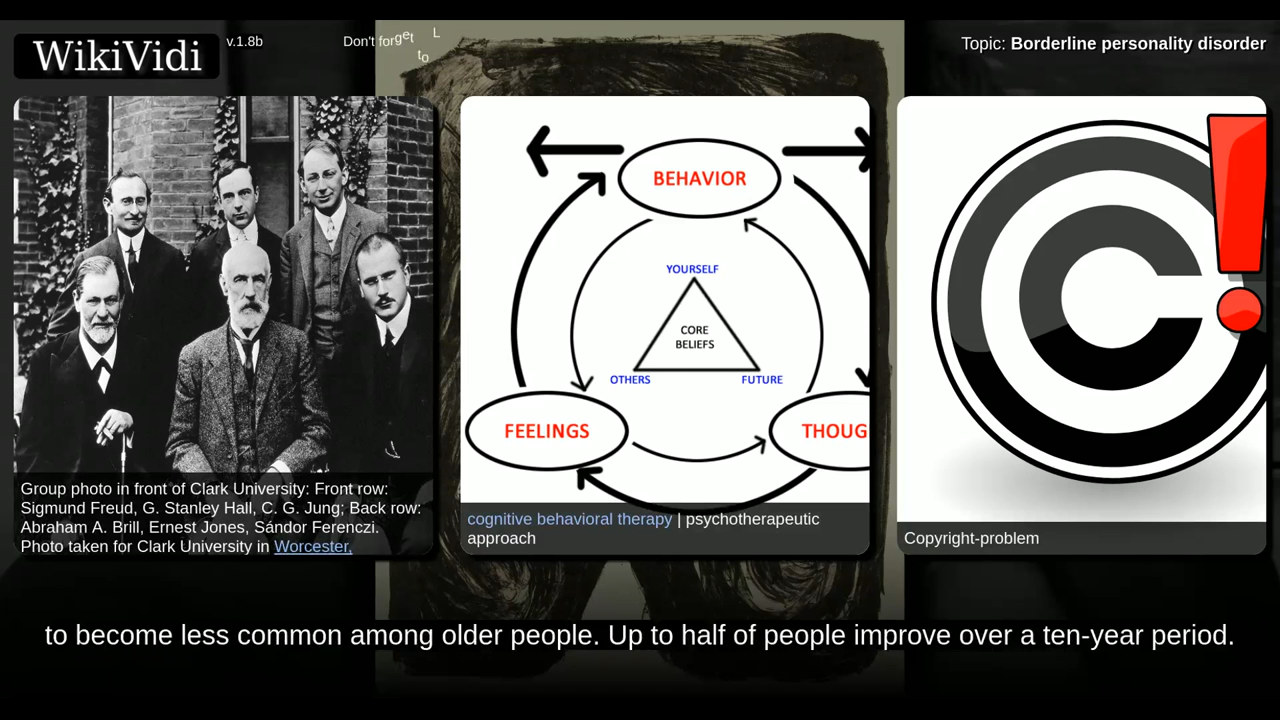 WikiVidi
v.1.8b
Don't forget to L
Topic: Borderline personality disorder
BEHAVIOR
YOURSELF
CORE
BELIEFS
OTHERS
FUTURE
FEELINGS
THOUG
Group photo in front of Clark University: Front row:
Sigmund Freud, G. Stanley Hall, C. G. Jung; Back row:
Abraham A. Brill, Ernest Jones, Sándor Ferenczi.
Photo taken for Clark University in Worcester,
cognitive behavioral therapy | psychotherapeutic
approach
Copyright-problem
to become less common among older people. Up to half of people improve over a ten-year period.